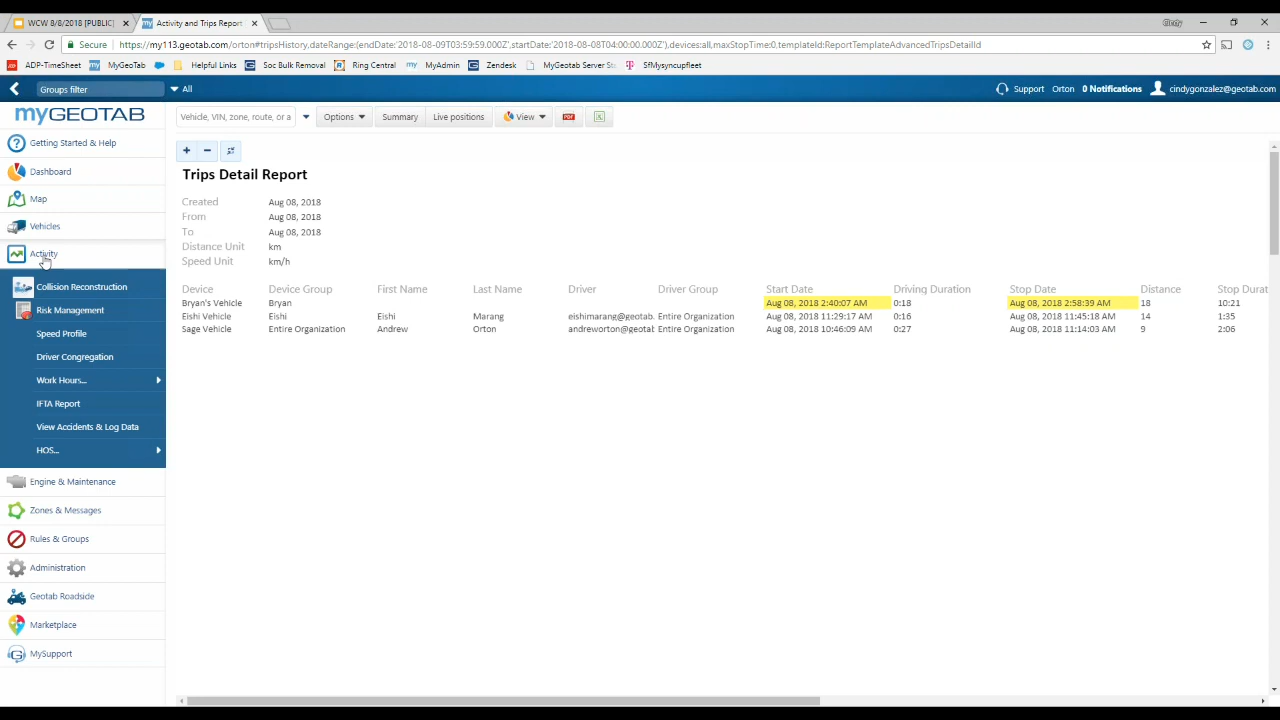 WCW 8/8/2018 [PUBLIC]
my Activity and Trips Report
Cindy
Secure https://my113.geotab.com/orton#tripsHistory,dateRange:(endDate:'2018-08-09T03:59:59.000Z',startDate:'2018-08-08T04:00:00.000Z'),devices:all,maxStopTime:0,templateId:ReportTemplateAdvancedTripsDetailId
ADP-TimeSheet my MyGeoTab Helpful Links Soc Bulk Removal Ring Central my MyAdmin Zendesk MyGeotab Server St SfMysyncupfleet
Groups filter All Support Orton 0 Notifications cindygonzalez@geotab.com
myGEOTAB
Vehicle, VIN, zone, route, or a Options Summary Live positions View PDF X
Getting Started & Help
Dashboard
Map
Vehicles
Activity
Collision Reconstruction
Risk Management
Speed Profile
Driver Congregation
Work Hours...
IFTA Report
View Accidents & Log Data
HOS...
Engine & Maintenance
Zones & Messages
Rules & Groups
Administration
Geotab Roadside
Marketplace
MySupport
Trips Detail Report
Created Aug 08, 2018
From Aug 08, 2018
To Aug 08, 2018
Distance Unit km
Speed Unit km/h
Device Device Group First Name Last Name Driver Driver Group Start Date Driving Duration Stop Date Distance Stop Durat
Bryan's Vehicle Bryan Aug 08, 2018 2:40:07 AM 0:18 Aug 08, 2018 2:58:39 AM 18 10:21
Eishi Vehicle Eishi Eishi Marang eishimarang@geotab. Entire Organization Aug 08, 2018 11:29:17 AM 0:16 Aug 08, 2018 11:45:18 AM 14 1:35
Sage Vehicle Entire Organization Andrew Orton andreworton@geotal Entire Organization Aug 08, 2018 10:46:09 AM 0:27 Aug 08, 2018 11:14:03 AM 9 2:06